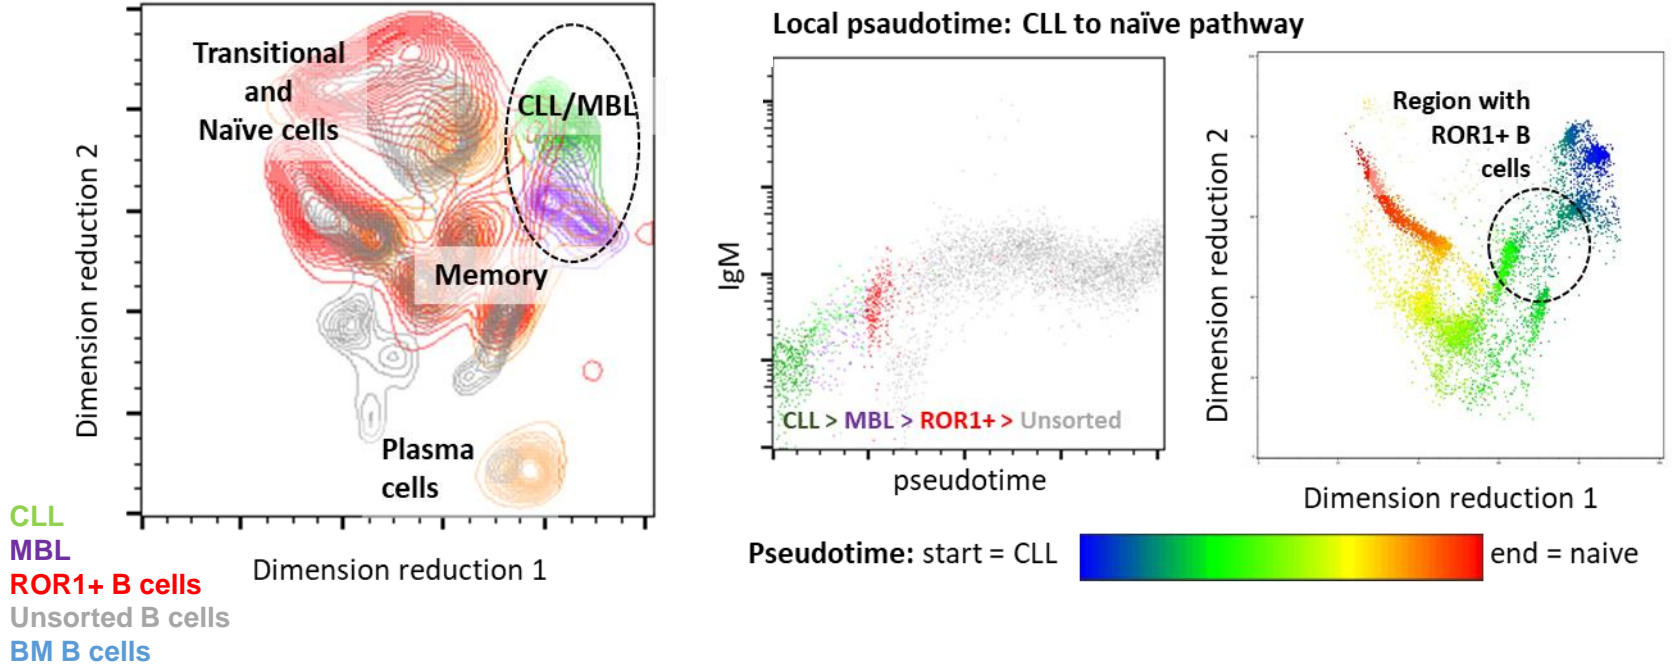 Transitional
and
Naïve cells
CLL/MBL
Memory
Plasma
cells
Dimension reduction 2
Dimension reduction 1
CLL
MBL
ROR1+ B cells
Unsorted B cells
BM B cells
Local psaudotime: CLL to naïve pathway
IgM
CLL > MBL > ROR1+ > Unsorted
pseudotime
Region with
ROR1+ B
cells
Dimension reduction 2
Dimension reduction 1
Pseudotime: start = CLL
end = naive